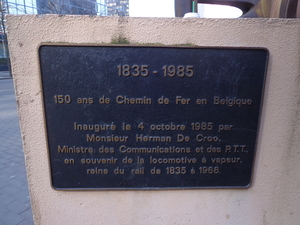 1835 - 1985
150 ans de Chemin de Fer en Belgique
Inauguré le 4 octobre 1985 par
Monsieur Herman De Croo,
Ministre des Communications et des P.T.T.,
en souvenir de la locomotive à vapeur,
reine du rail de 1835 à 1966.